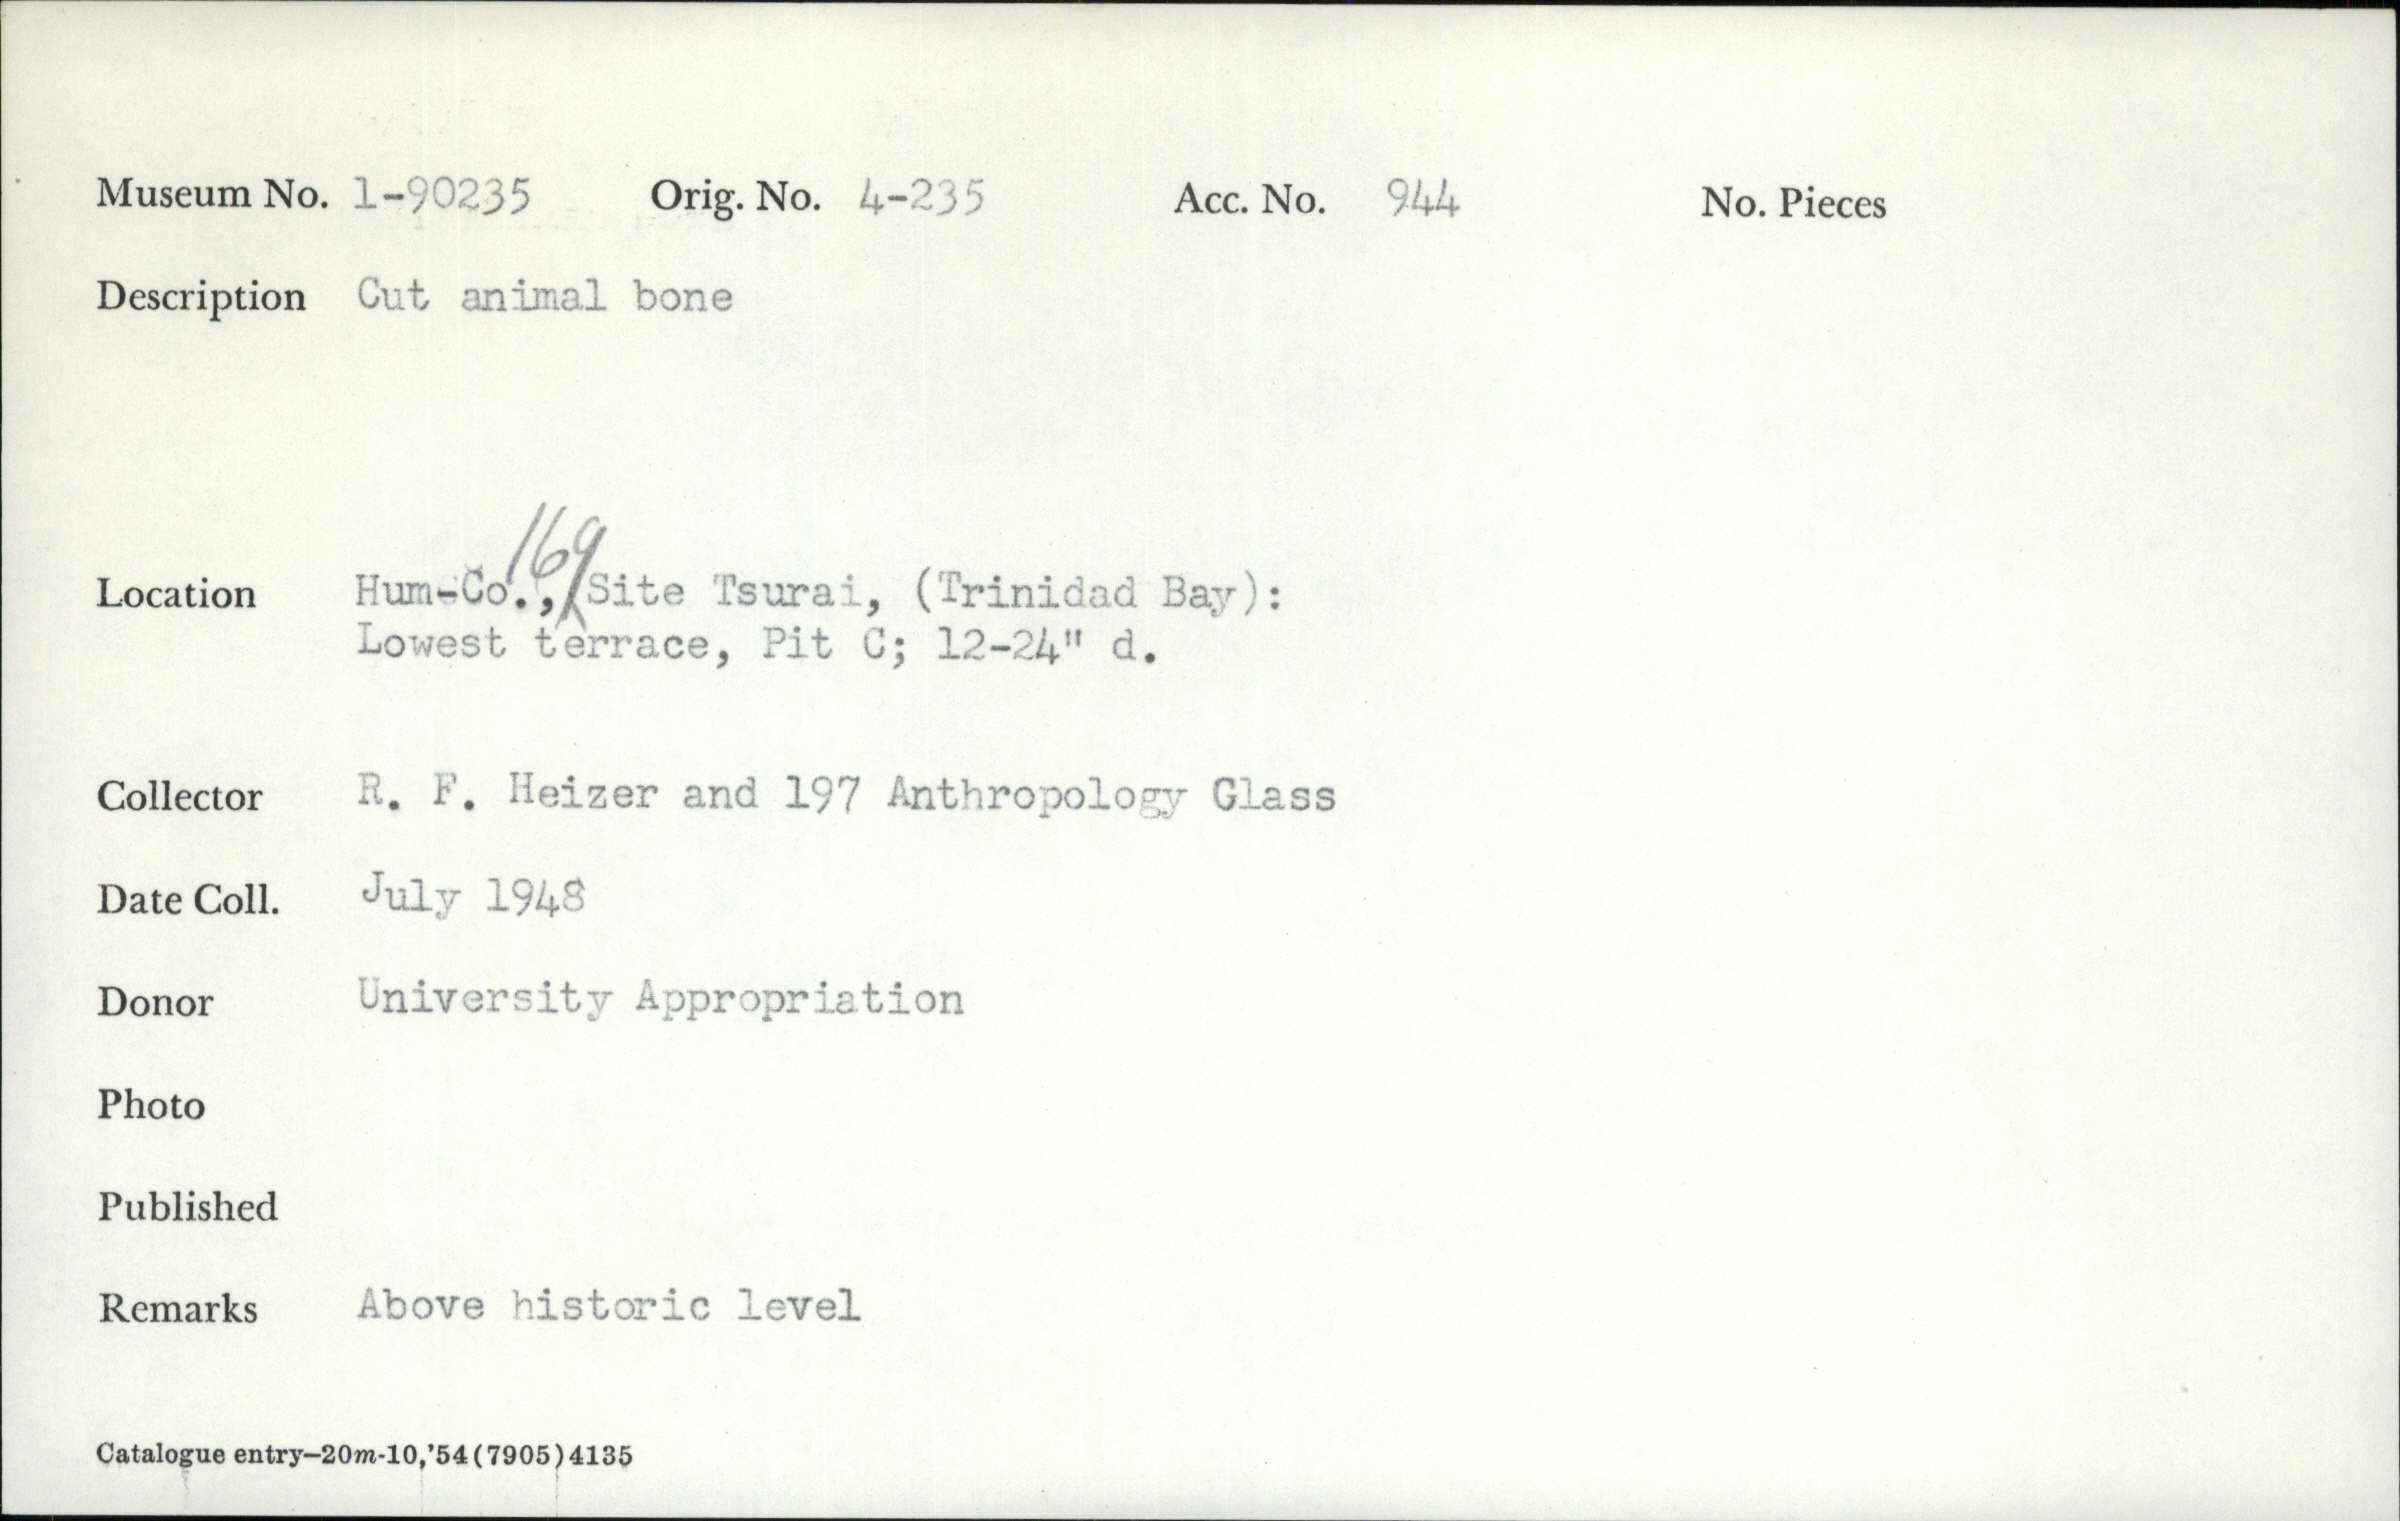 Museum No. 1-90235 Orig. No. 4-235 Acc. No. 944 No. Pieces
Description Cut animal bone
169
Location Hum-Co., Site Tsurai, (Trinidad Bay):
Lowest terrace, Pit C; 12-24" d.
Collector R. F. Heizer and 197 Anthropology Glass
Date Coll. July 1948
Donor University Appropriation
Photo
Published
Remarks Above historic level
Catalogue entry—20m-10,'54(7905)4135